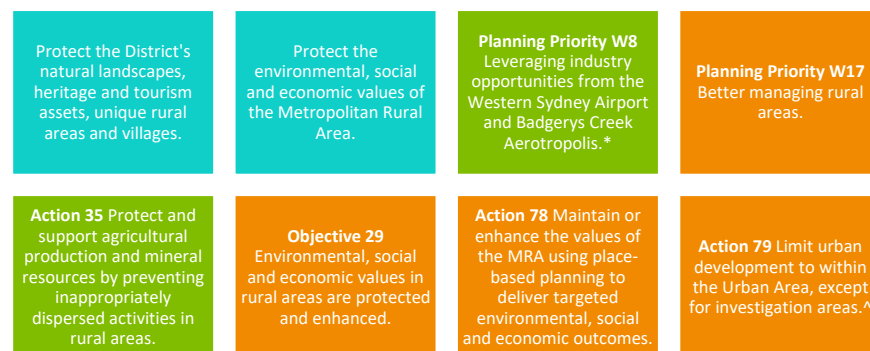 Protect the District's
natural landscapes,
heritage and tourism
assets, unique rural
areas and villages.
Protect the
environmental, social
and economic values of
the Metropolitan Rural
Area.
Planning Priority W8
Leveraging industry
opportunities from the
Western Sydney Airport
and Badgerys Creek
Aerotropolis.*
Planning Priority W17
Better managing rural
areas.
Action 35 Protect and
support agricultural
production and mineral
resources by preventing
inappropriately
dispersed activities in
rural areas.
Objective 29
Environmental, social
and economic values in
rural areas are protected
and enhanced.
Action 78 Maintain or
enhance the values of
the MRA using place-
based planning to
deliver targeted
environmental, social
and economic outcomes.
Action 79 Limit urban
development to within
the Urban Area, except
for investigation areas.^